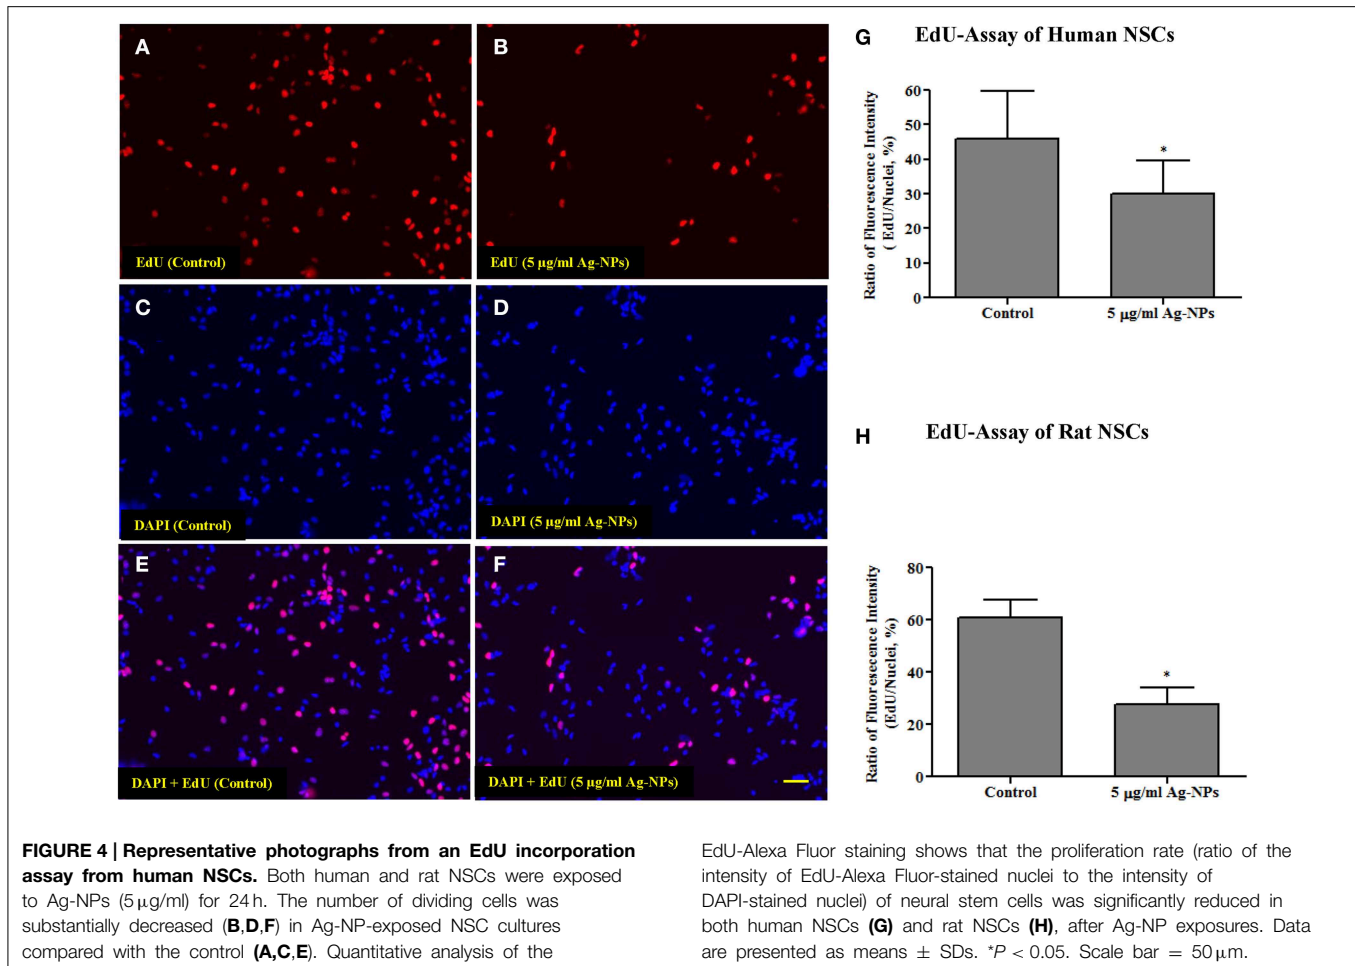 A
B
EdU (Control)
EdU (5 µg/ml Ag-NPs)
C
D
DAPI (Control)
DAPI (5 µg/ml Ag-NPs)
E
F
DAPI + EdU (Control)
DAPI + EdU (5 µg/ml Ag-NPs)
G
EdU-Assay of Human NSCs
Ratio of Fluorescence Intensity
( EdU/Nuclei, %)
60
50
40
30
20
10
0
*
Control
5 µg/ml Ag-NPs
H
EdU-Assay of Rat NSCs
Ratio of Fluorescence Intensity
(EdU/Nuclei, %)
80
60
40
20
0
*
Control
5 µg/ml Ag-NPs
FIGURE 4 | Representative photographs from an EdU incorporation
assay from human NSCs. Both human and rat NSCs were exposed
to Ag-NPs (5 µg/ml) for 24 h. The number of dividing cells was
substantially decreased (B,D,F) in Ag-NP-exposed NSC cultures
compared with the control (A,C,E). Quantitative analysis of the
EdU-Alexa Fluor staining shows that the proliferation rate (ratio of the
intensity of EdU-Alexa Fluor-stained nuclei to the intensity of
DAPI-stained nuclei) of neural stem cells was significantly reduced in
both human NSCs (G) and rat NSCs (H), after Ag-NP exposures. Data
are presented as means ± SDs. *P < 0.05. Scale bar = 50 µm.